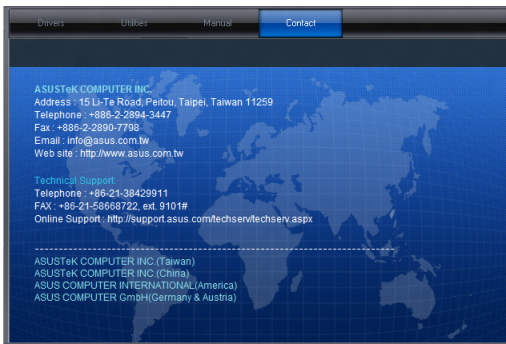 Drivers Utilities Manual Contact
ASUSTeK COMPUTER INC.
Address : 15 Li-Te Road, Peitou, Taipei, Taiwan 11259
Telephone : +886-2-2894-3447
Fax : +886-2-2890-7798
Email : info@asus.com.tw
Web site : http://www.asus.com.tw
Technical Support:
Telephone : +86-21-38429911
FAX : +86-21-58668722, ext. 9101#
Online Support : http://support.asus.com/techserv/techserv.aspx
ASUSTeK COMPUTER INC.(Taiwan)
ASUSTeK COMPUTER INC.(China)
ASUS COMPUTER INTERNATIONAL(America)
ASUS COMPUTER GmbH(Germany & Austria)